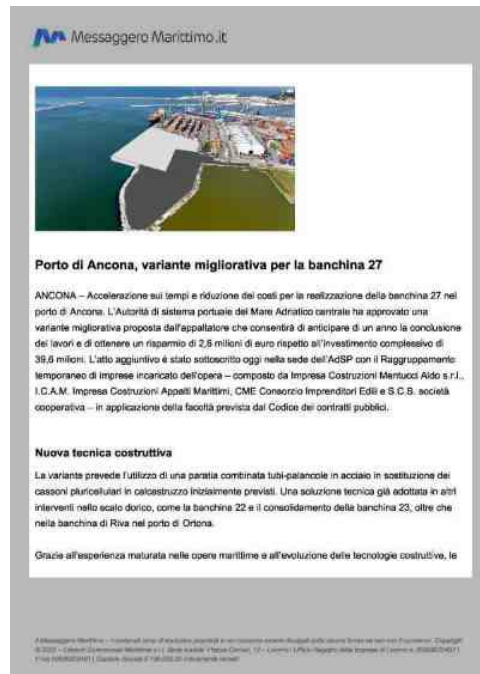 Messaggero Marittimo.it
Porto di Ancona, variante migliorativa per la banchina 27
ANCONA – Accelerazione sui tempi e riduzione dei costi per la realizzazione della banchina 27 nel
porto di Ancona. L'Autorità di sistema portuale del Mare Adriatico centrale ha approvato una
variante migliorativa proposta dall'appaltatore che consentirà di anticipare di un anno la conclusione
dei lavori e di ottenere un risparmio di 2,6 milioni di euro rispetto all'investimento complessivo di
39,6 milioni. L'atto aggiuntivo è stato sottoscritto oggi nella sede dell'AdSP con il Raggruppamento
temporaneo di imprese incaricato dell'opera – composto da Impresa Costruzioni Mentucci Aldo s.r.l.,
I.C.A.M. Impresa Costruzioni Appalti Marittimi, CME Consorzio Imprenditori Edili e S.C.S. società
cooperativa – in applicazione della facoltà prevista dal Codice dei contratti pubblici.
Nuova tecnica costruttiva
La variante prevede l'utilizzo di una paratia combinata tubi-palancole in acciaio in sostituzione dei
cassoni pluricellulari in calcestruzzo inizialmente previsti. Una soluzione tecnica già adottata in altri
interventi nello scalo dorico, come la banchina 22 e il consolidamento della banchina 23, oltre che
nella banchina di Riva nel porto di Ortona.
Grazie all'esperienza maturata nelle opere marittime e all'evoluzione delle tecnologie costruttive, le